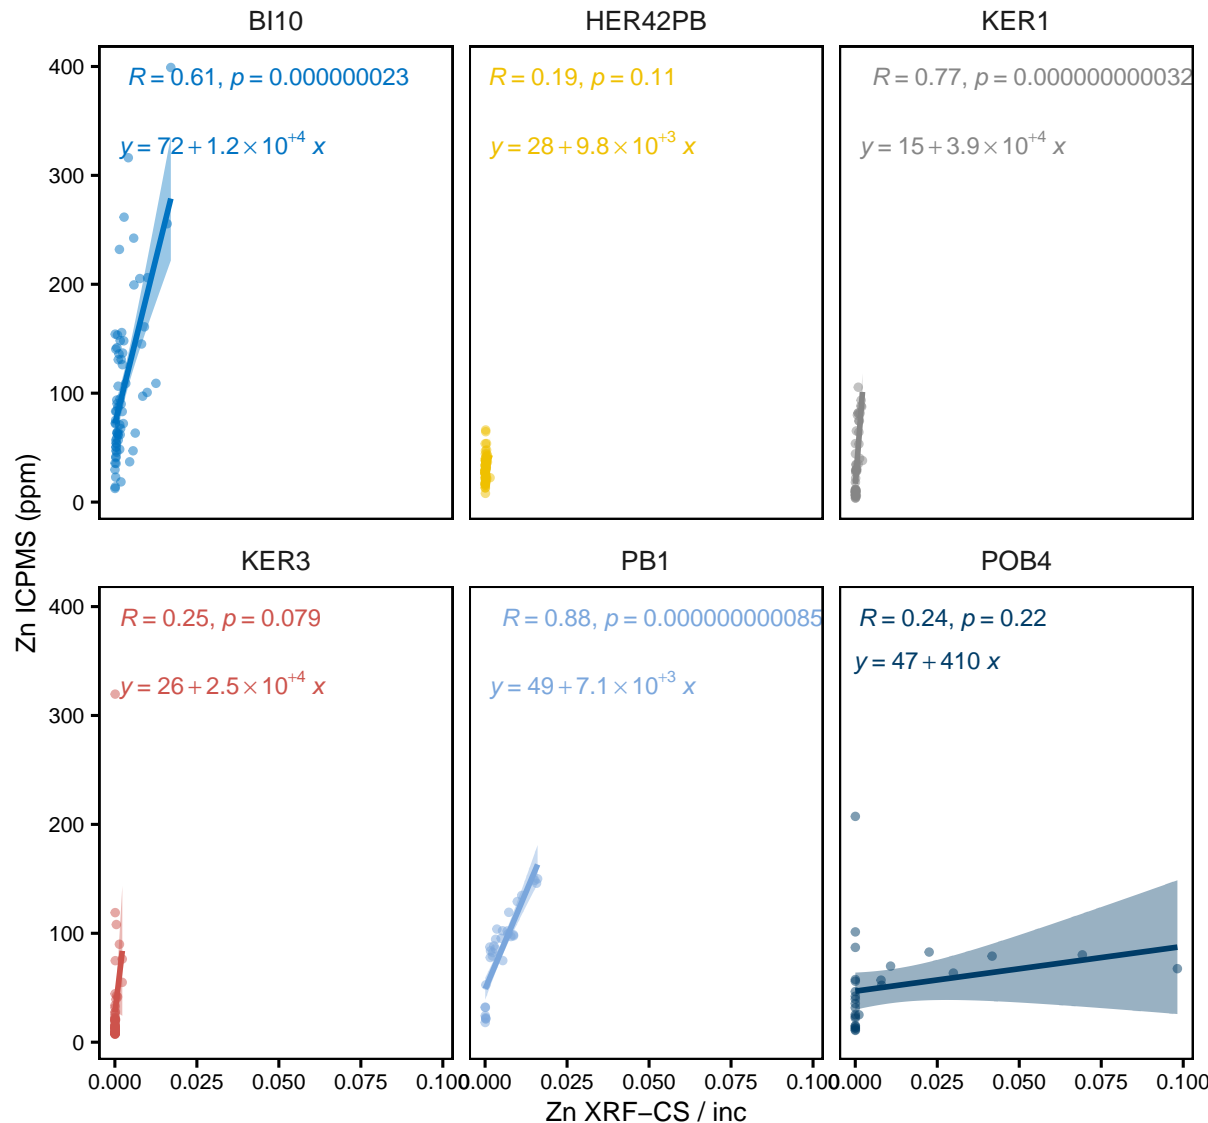 BI10
HER42PB
KER1
R = 0.61, p = 0.000000023
R = 0.19, p = 0.11
R = 0.77, p = 0.000000000032
y = 72 + 1.2 × 10⁺⁴ x
y = 28 + 9.8 × 10⁺³ x
y = 15 + 3.9 × 10⁺⁴ x
400
300
200
100
0
Zn ICPMS (ppm)
KER3
PB1
POB4
R = 0.25, p = 0.079
R = 0.88, p = 0.000000000085
R = 0.24, p = 0.22
y = 26 + 2.5 × 10⁺⁴ x
y = 49 + 7.1 × 10⁺³ x
y = 47 + 410 x
400
300
200
100
0
0.000 0.025 0.050 0.075 0.100
0.000 0.025 0.050 0.075 0.100
0.000 0.025 0.050 0.075 0.100
Zn XRF−CS / inc